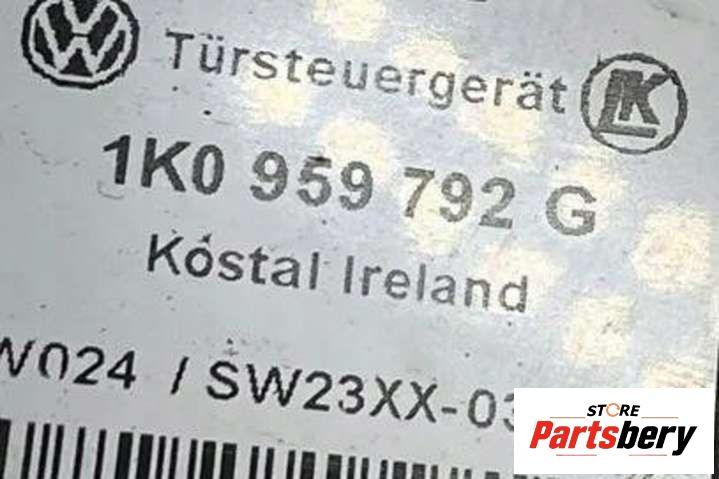 Türsteuergerät
1K0 959 792 G
Kostal Ireland
W024 / SW23XX-03
STORE
Partsbery